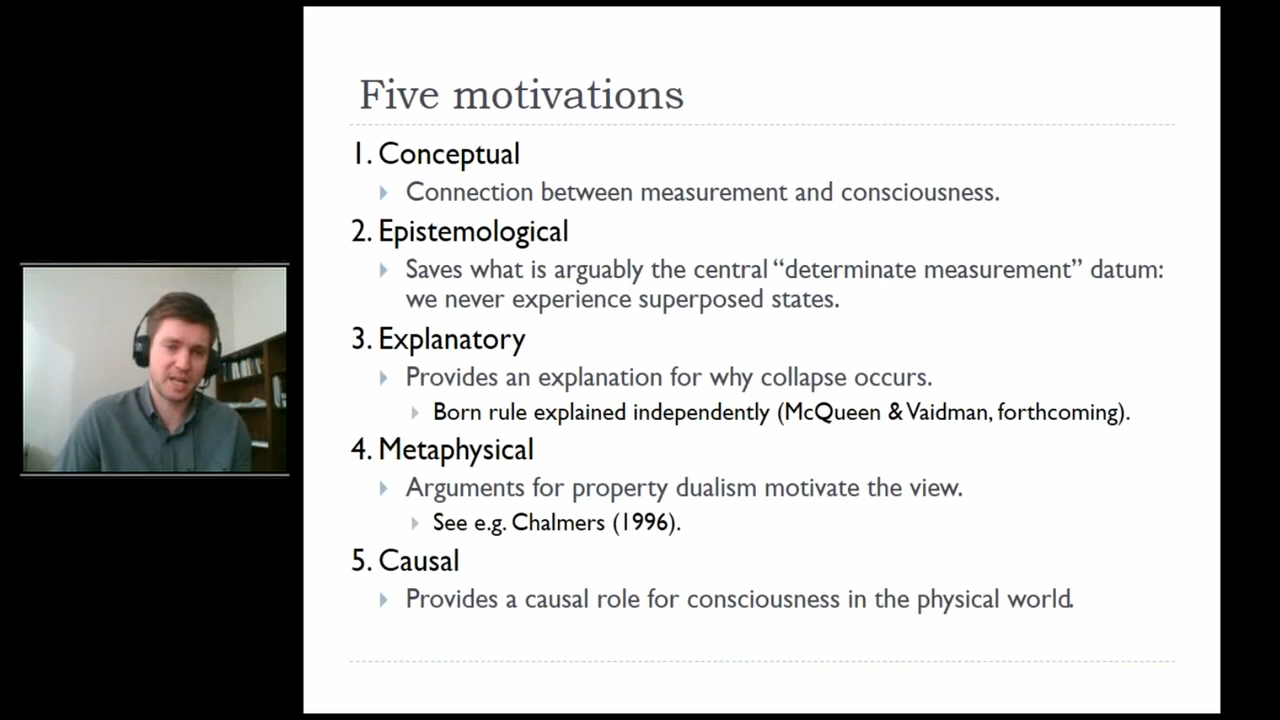 Five motivations
1. Conceptual
Connection between measurement and consciousness.
2. Epistemological
Saves what is arguably the central “determinate measurement” datum:
we never experience superposed states.
3. Explanatory
Provides an explanation for why collapse occurs.
Born rule explained independently (McQueen & Vaidman, forthcoming).
4. Metaphysical
Arguments for property dualism motivate the view.
See e.g. Chalmers (1996).
5. Causal
Provides a causal role for consciousness in the physical world.